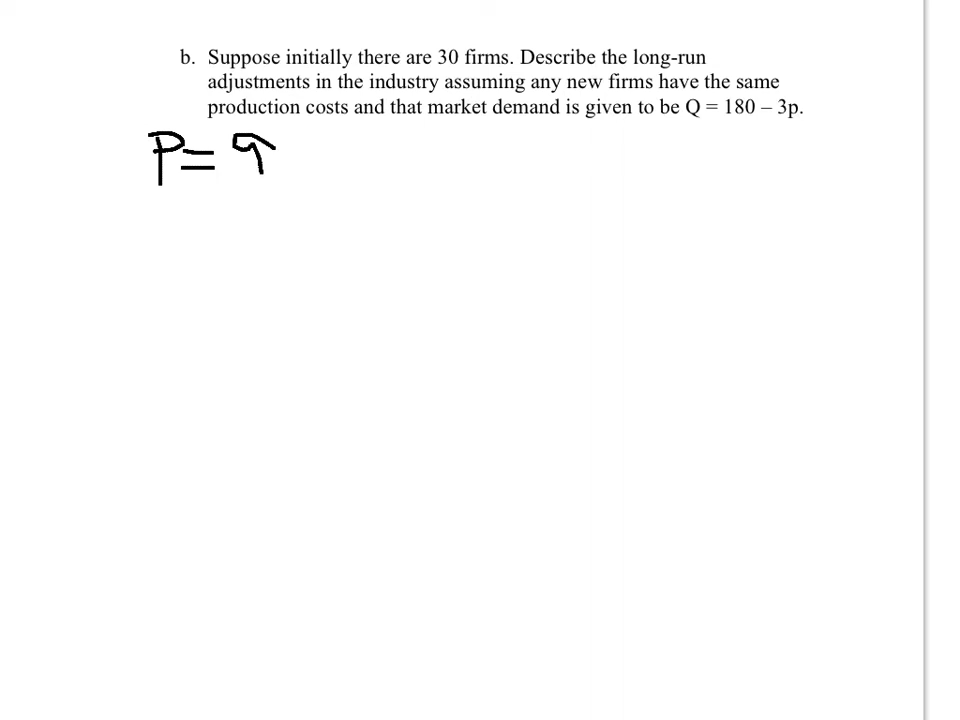 b. Suppose initially there are 30 firms. Describe the long-run
adjustments in the industry assuming any new firms have the same
production costs and that market demand is given to be Q = 180 – 3p.
P = 9